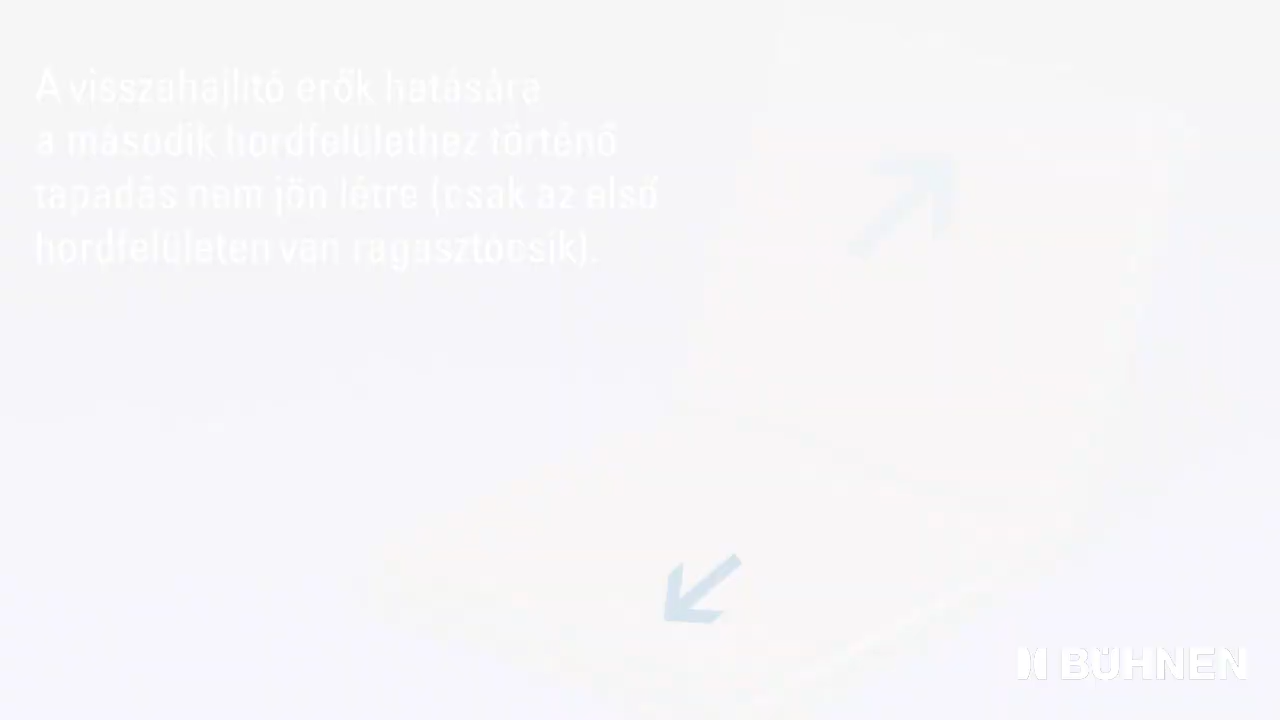 A visszahajlító erők hatására
a második hordfelülethez történő
tapadás nem jön létre (csak az első
hordfelületen van ragasztócsík).
BÜHNEN